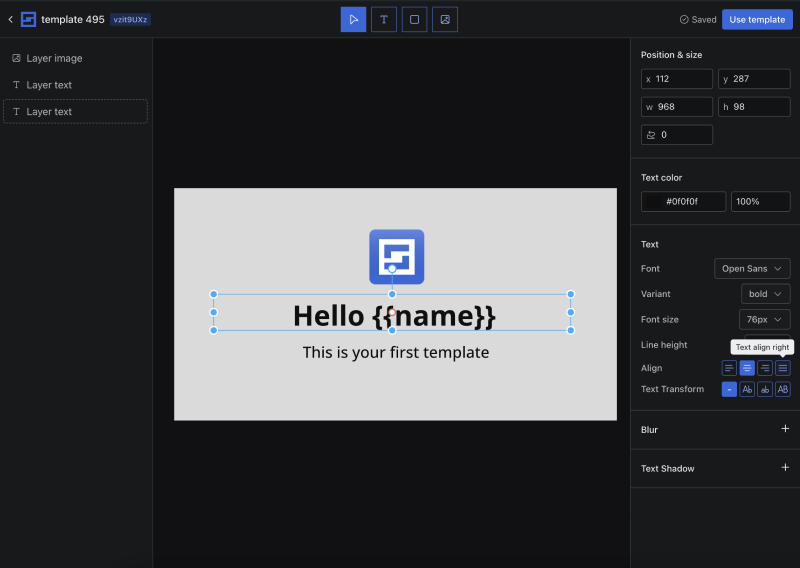 template 495 vzit9UXz
T
Saved
Use template
Layer image
T Layer text
T Layer text
Hello {{name}}
This is your first template
Position & size
x 112 y 287
w 968 h 98
0
Text color
#0f0f0f 100%
Text
Font Open Sans
Variant bold
Font size 76px
Line height
Text align right
Align
Text Transform - Ab ab AB
Blur +
Text Shadow +